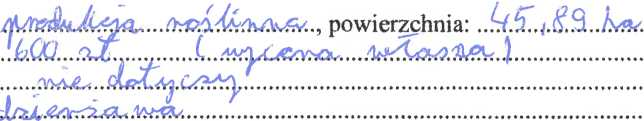 produkcja roślinna, powierzchnia: 45,89 ha
600 zł (wycena własna)
nie dotyczy
dzierżawa